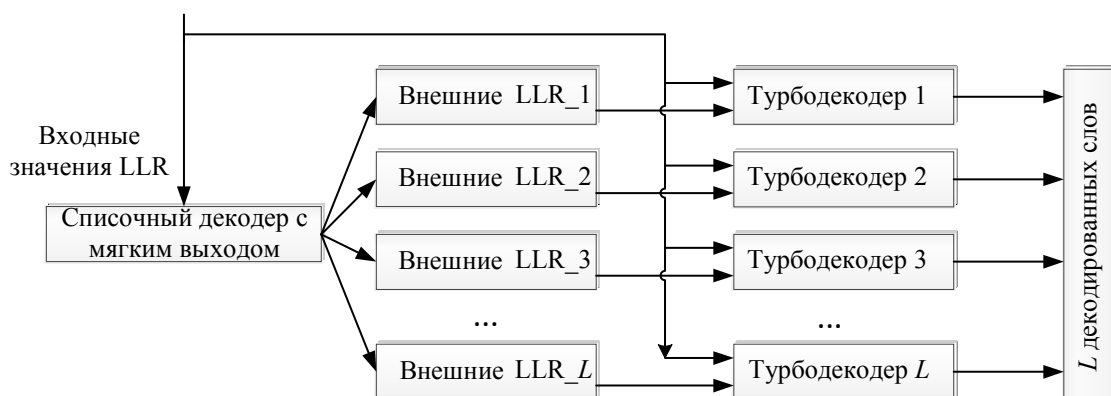 Входные
значения LLR
Списочный декодер с
мягким выходом
Внешние LLR_1
Внешние LLR_2
Внешние LLR_3
...
Внешние LLR_L
Турбодекодер 1
Турбодекодер 2
Турбодекодер 3
...
Турбодекодер L
L декодированных слов